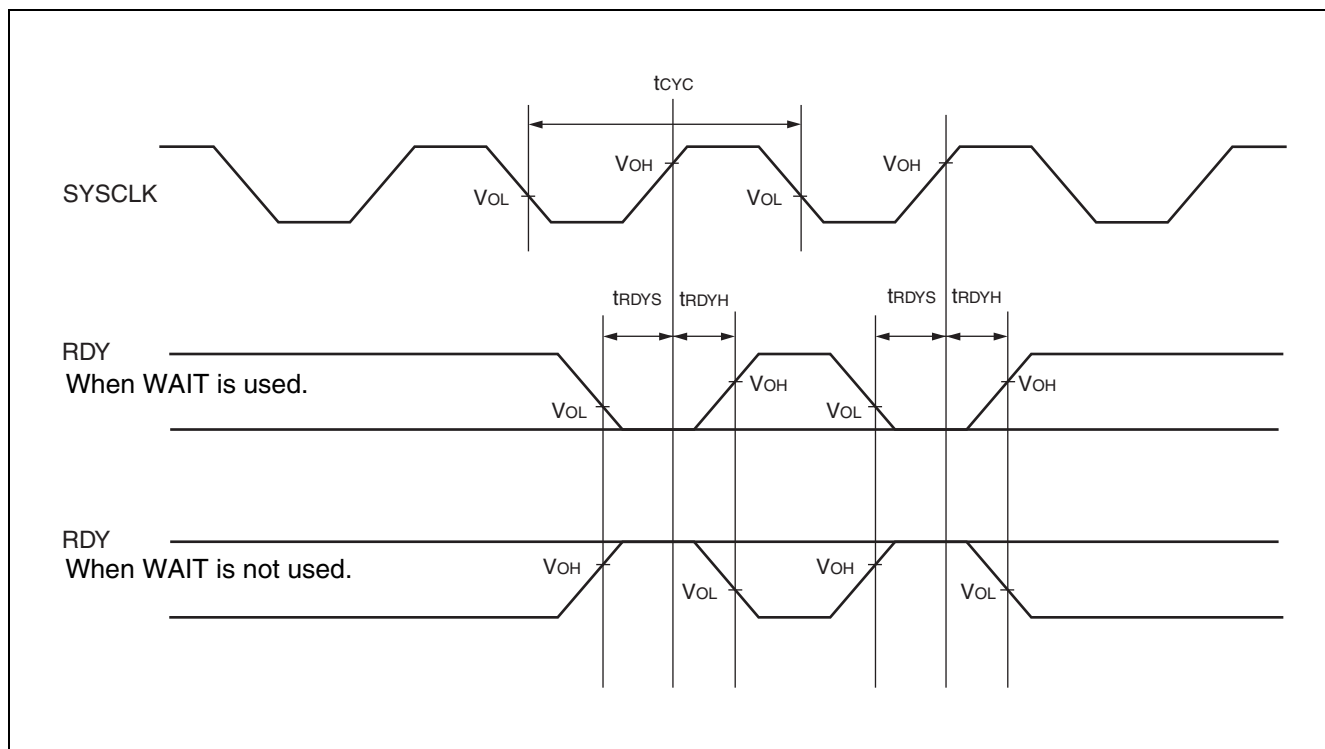 tCYC
VOH
VOH
SYSCLK
VOL
VOL
tRDYS
tRDYH
tRDYS
tRDYH
RDY
When WAIT is used.
VOH
VOH
VOL
VOL
RDY
When WAIT is not used.
VOH
VOH
VOL
VOL